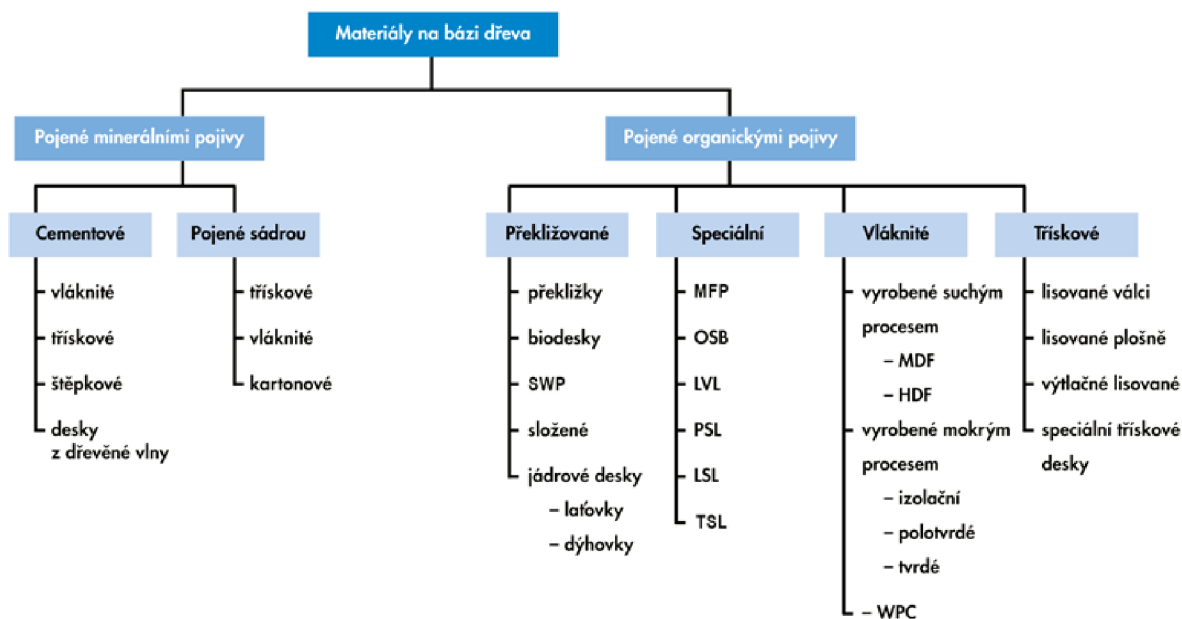 Materiály na bázi dřeva
Pojené minerálními pojivy
Pojené organickými pojivy
Cementové
vláknité
třískové
štěpkové
desky
z dřevěné vlny
Pojené sádrou
třískové
vláknité
kartonové
Překližované
překližky
biodesky
SWP
složené
jádrové desky
– laťovky
– dýhovky
Speciální
MFP
OSB
LVL
PSL
LSL
TSL
Vláknité
vyrobené suchým
procesem
– MDF
– HDF
vyrobené mokrým
procesem
– izolační
– polotvrdé
– tvrdé
– WPC
Třískové
lisované válci
lisované plošně
výtlačné lisované
speciální třískové
desky